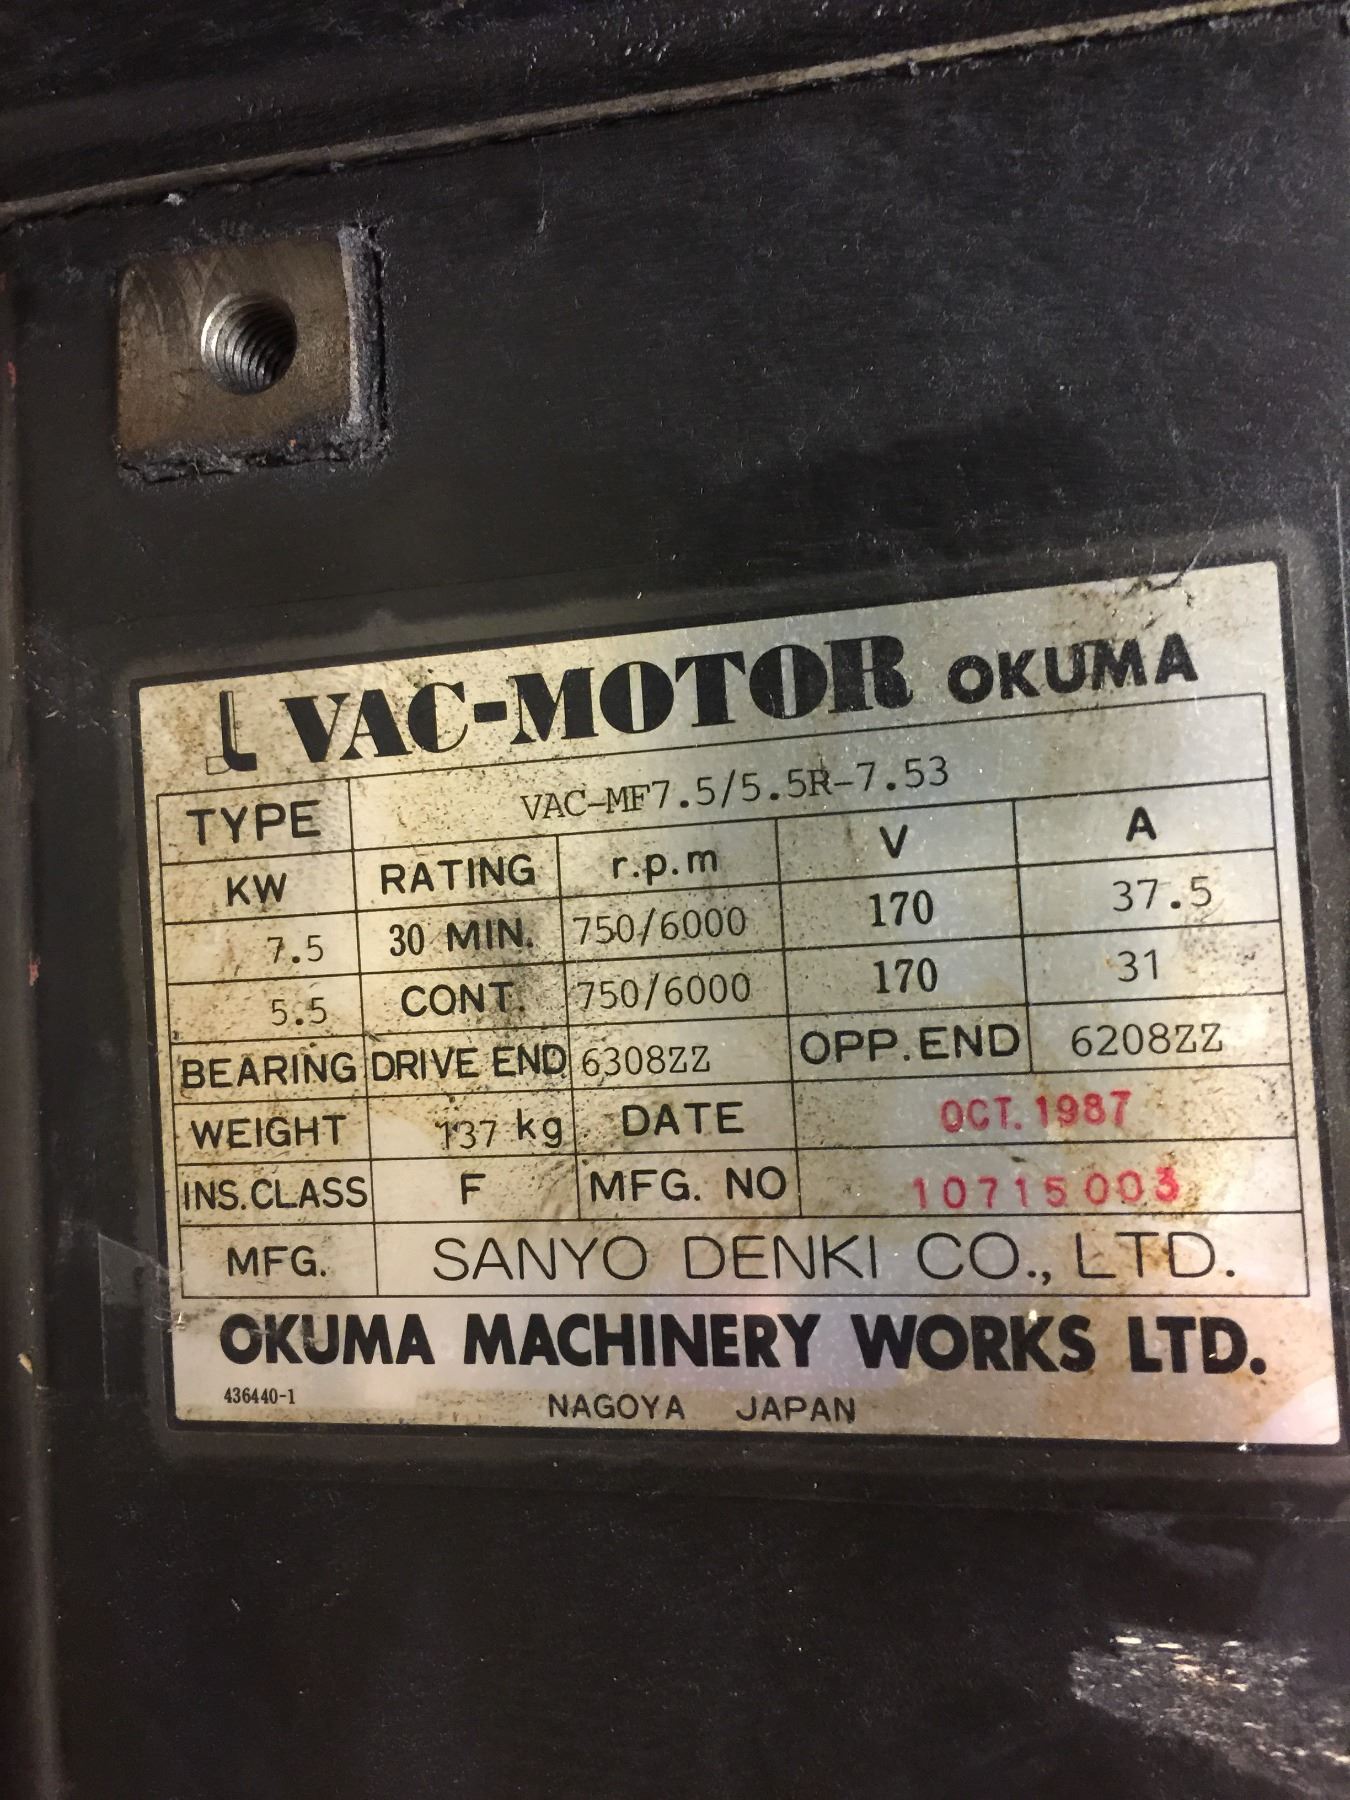 VAC-MOTOR OKUMA
TYPE VAC-MF7.5/5.5R-7.53
KW RATING r.p.m V A
7.5 30 MIN. 750/6000 170 37.5
5.5 CONT. 750/6000 170 31
BEARING DRIVE END 6308ZZ OPP.END 6208ZZ
WEIGHT 137 kg DATE OCT. 1987
INS.CLASS F MFG. NO 10715003
MFG. SANYO DENKI CO., LTD.
OKUMA MACHINERY WORKS LTD.
436440-1 NAGOYA JAPAN